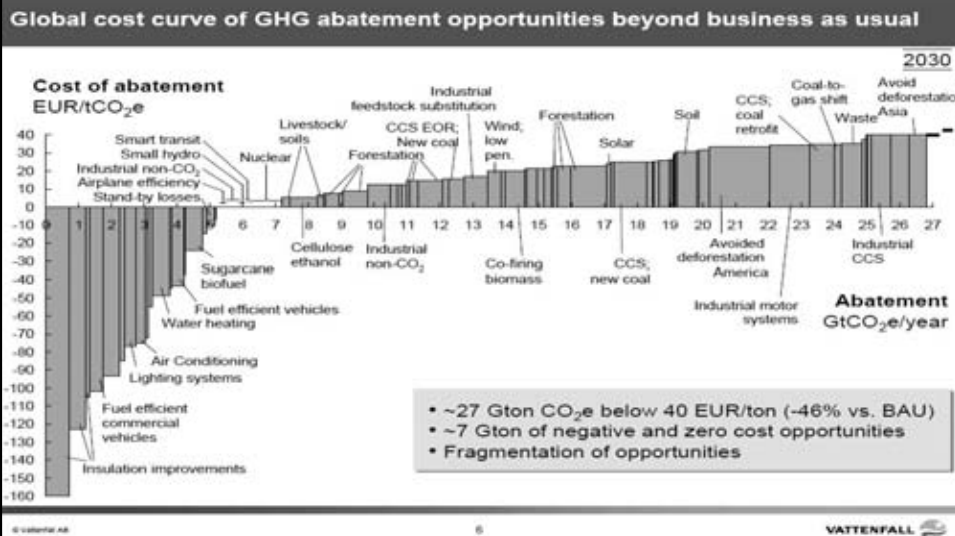 Global cost curve of GHG abatement opportunities beyond business as usual
2030
Cost of abatement
EUR/tCO₂e
40
30
20
10
0
-10
-20
-30
-40
-50
-60
-70
-80
-90
-100
-110
-120
-130
-140
-150
-160
0 1 2 3 4 5 6 7 8 9 10 11 12 13 14 15 16 17 18 19 20 21 22 23 24 25 26 27
Smart transit
Small hydro
Industrial non-CO₂
Airplane efficiency
Stand-by losses
Nuclear
Livestock/
soils
Forestation
CCS EOR;
New coal
Industrial
feedstock substitution
Wind;
low
pen.
Forestation
Solar
Soil
CCS;
coal
retrofit
Coal-to-
gas shift
Waste
Avoid
deforestatio
Asia
Sugarcane
biofuel
Fuel efficient vehicles
Water heating
Air Conditioning
Lighting systems
Fuel efficient
commercial
vehicles
Insulation improvements
Cellulose
ethanol
Industrial
non-CO₂
Co-firing
biomass
CCS;
new coal
Avoided
deforestation
America
Industrial motor
systems
Industrial
CCS
Abatement
GtCO₂e/year
• ~27 Gton CO₂e below 40 EUR/ton (-46% vs. BAU)
• ~7 Gton of negative and zero cost opportunities
• Fragmentation of opportunities
© Vattenfall AB
6
VATTENFALL